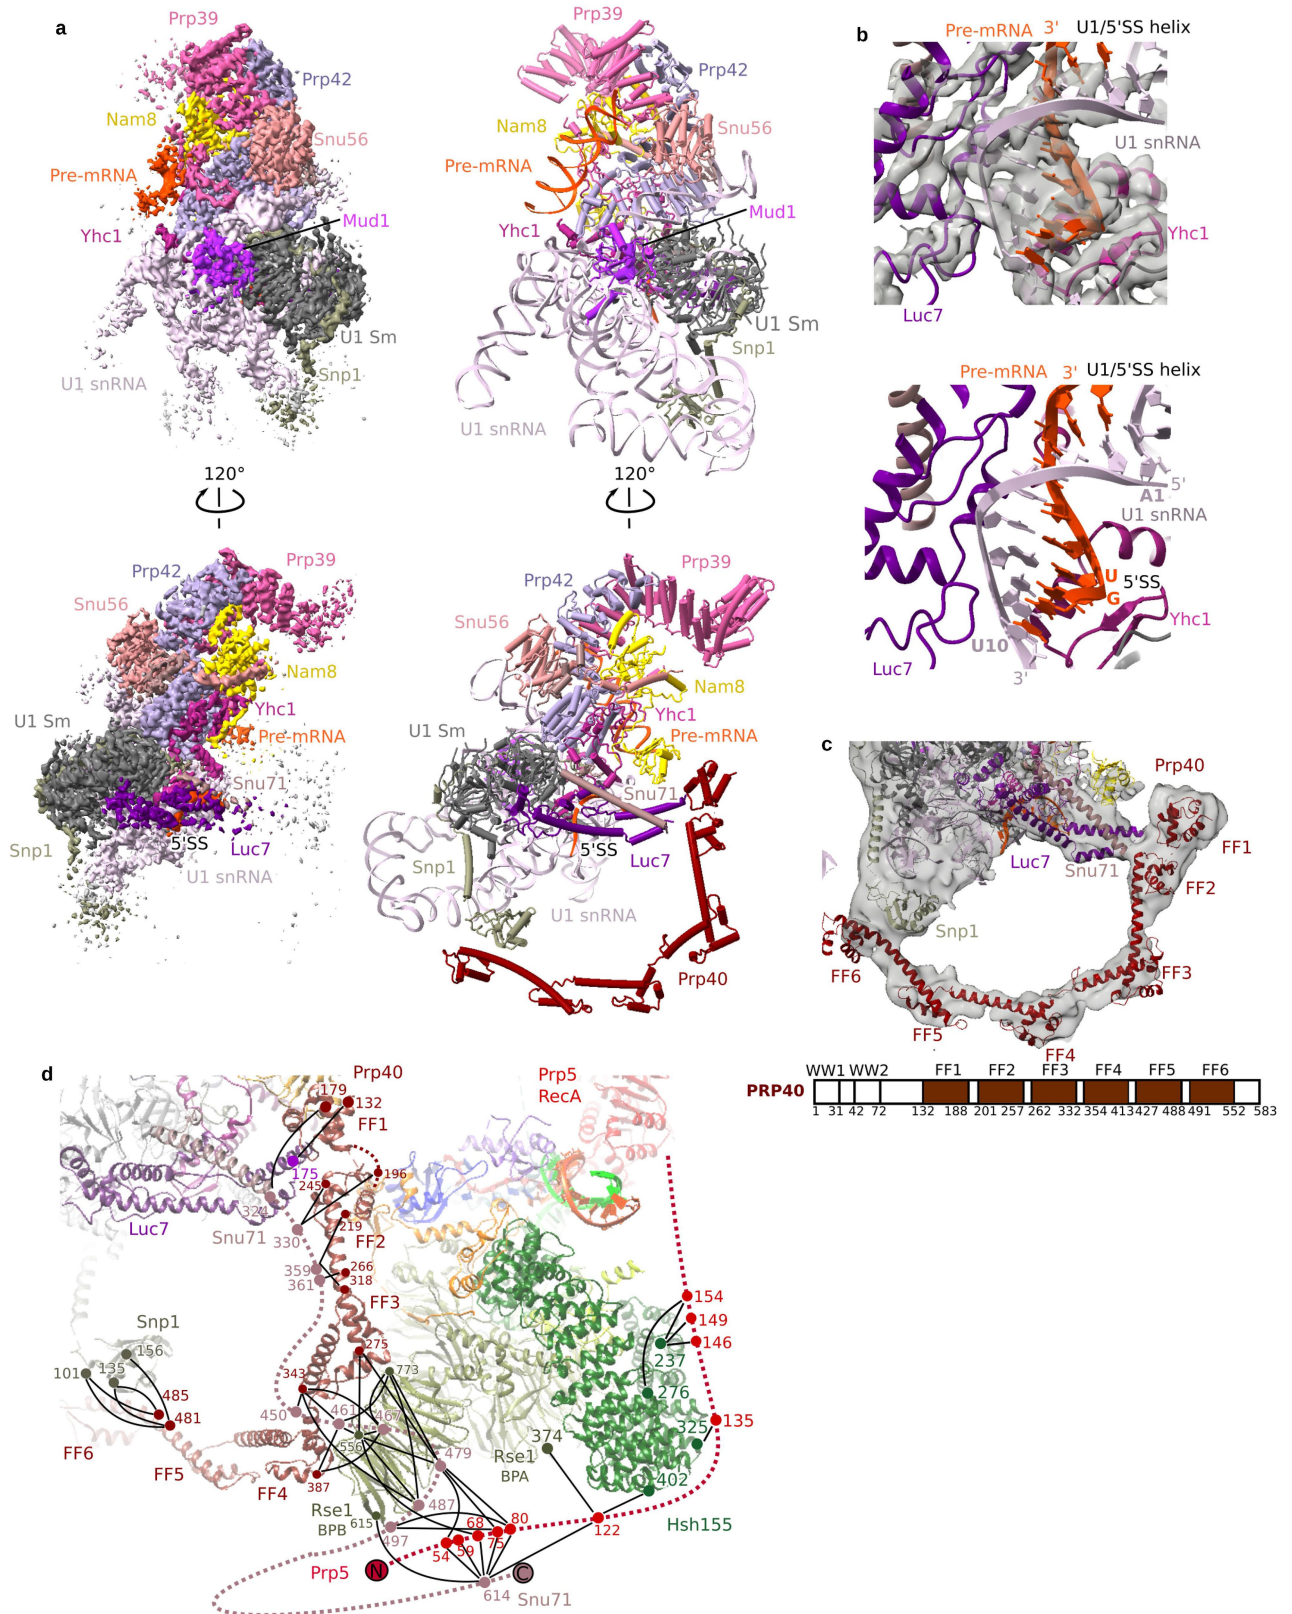 a
Prp39
Prp42
Nam8
Snu56
Pre-mRNA
Mud1
Yhc1
U1 Sm
Snp1
U1 snRNA
Prp39
Prp42
Nam8
Snu56
Pre-mRNA
Mud1
Yhc1
U1 Sm
Snp1
U1 snRNA
120°
120°
Prp42
Prp39
Snu56
Nam8
U1 Sm
Yhc1
Pre-mRNA
Snu71
Snp1
5'SS
Luc7
U1 snRNA
Prp39
Prp42
Snu56
Nam8
Yhc1
U1 Sm
Pre-mRNA
Snu71
5'SS
Luc7
Snp1
U1 snRNA
Prp40
b
Pre-mRNA 3' U1/5'SS helix
U1 snRNA
Yhc1
Luc7
Pre-mRNA 3' U1/5'SS helix
5'
A1
U1 snRNA
U
5'SS
G
Yhc1
U10
Luc7
3'
c
Prp40
FF1
Luc7
Snu71
FF2
Snp1
FF6
FF3
FF5
FF4
WW1 WW2 FF1 FF2 FF3 FF4 FF5 FF6
PRP40
1 31 42 72 132 188 201 257 262 332 354 413 427 488 491 552 583
d
Prp40
179
132
FF1
Prp5
RecA
175
245
196
324
Luc7
Snu71
330
219
FF2
359
361
266
318
FF3
154
149
146
Snp1
156
135
101
275
773
237
343
276
485
481
450
461
467
135
325
556
479
374
FF6
FF5
Rse1
BPA
402
FF4
387
487
Rse1
BPB
615
Hsh155
497
68
80
75
122
54
59
Prp5
N
C
614
Snu71